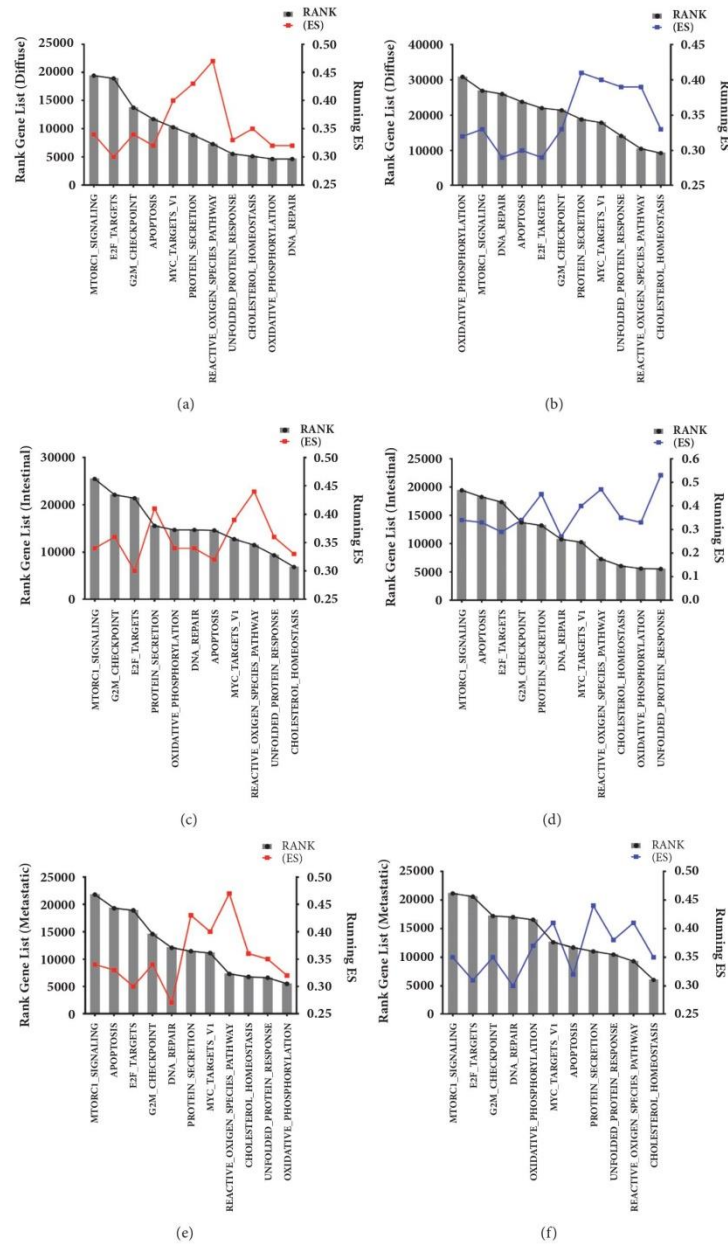 RANK
(ES)
Rank Gene List (Diffuse)
25000
20000
15000
10000
5000
0
0.50
0.45
0.40
0.35
0.30
0.25
Running ES
MTORC1_SIGNALING
E2F_TARGETS
G2M_CHECKPOINT
APOPTOSIS
MYC_TARGETS_V1
PROTEIN_SECRETION
REACTIVE_OXIGEN_SPECIES_PATHWAY
UNFOLDED_PROTEIN_RESPONSE
CHOLESTEROL_HOMEOSTASIS
OXIDATIVE_PHOSPHORYLATION
DNA_REPAIR
(a)
RANK
(ES)
Rank Gene List (Diffuse)
40000
30000
20000
10000
0
0.45
0.40
0.35
0.30
0.25
Running ES
OXIDATIVE_PHOSPHORYLATION
MTORC1_SIGNALING
DNA_REPAIR
APOPTOSIS
E2F_TARGETS
G2M_CHECKPOINT
PROTEIN_SECRETION
MYC_TARGETS_V1
UNFOLDED_PROTEIN_RESPONSE
REACTIVE_OXIGEN_SPECIES_PATHWAY
CHOLESTEROL_HOMEOSTASIS
(b)
RANK
(ES)
Rank Gene List (Intestinal)
30000
20000
10000
0
0.50
0.45
0.40
0.35
0.30
0.25
Running ES
MTORC1_SIGNALING
G2M_CHECKPOINT
E2F_TARGETS
PROTEIN_SECRETION
OXIDATIVE_PHOSPHORYLATION
DNA_REPAIR
APOPTOSIS
MYC_TARGETS_V1
REACTIVE_OXIGEN_SPECIES_PATHWAY
UNFOLDED_PROTEIN_RESPONSE
CHOLESTEROL_HOMEOSTASIS
(c)
RANK
(ES)
Rank Gene List (Intestinal)
25000
20000
15000
10000
5000
0
0.6
0.5
0.4
0.3
0.2
0.1
0.0
Running ES
MTORC1_SIGNALING
APOPTOSIS
E2F_TARGETS
G2M_CHECKPOINT
PROTEIN_SECRETION
DNA_REPAIR
MYC_TARGETS_V1
REACTIVE_OXIGEN_SPECIES_PATHWAY
CHOLESTEROL_HOMEOSTASIS
OXIDATIVE_PHOSPHORYLATION
UNFOLDED_PROTEIN_RESPONSE
(d)
RANK
(ES)
Rank Gene List (Metastatic)
25000
20000
15000
10000
5000
0
0.50
0.45
0.40
0.35
0.30
0.25
Running ES
MTORC1_SIGNALING
APOPTOSIS
E2F_TARGETS
G2M_CHECKPOINT
DNA_REPAIR
PROTEIN_SECRETION
MYC_TARGETS_V1
REACTIVE_OXIGEN_SPECIES_PATHWAY
CHOLESTEROL_HOMEOSTASIS
UNFOLDED_PROTEIN_RESPONSE
OXIDATIVE_PHOSPHORYLATION
(e)
RANK
(ES)
Rank Gene List (Metastatic)
25000
20000
15000
10000
5000
0
0.50
0.45
0.40
0.35
0.30
0.25
Running ES
MTORC1_SIGNALING
E2F_TARGETS
G2M_CHECKPOINT
DNA_REPAIR
OXIDATIVE_PHOSPHORYLATION
MYC_TARGETS_V1
APOPTOSIS
PROTEIN_SECRETION
UNFOLDED_PROTEIN_RESPONSE
REACTIVE_OXIGEN_SPECIES_PATHWAY
CHOLESTEROL_HOMEOSTASIS
(f)